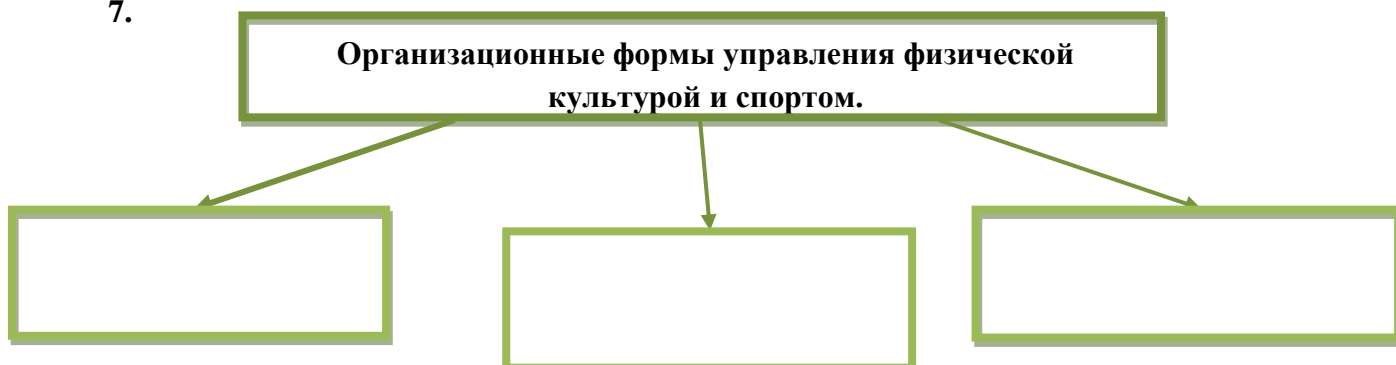 7.
Организационные формы управления физической
культурой и спортом.